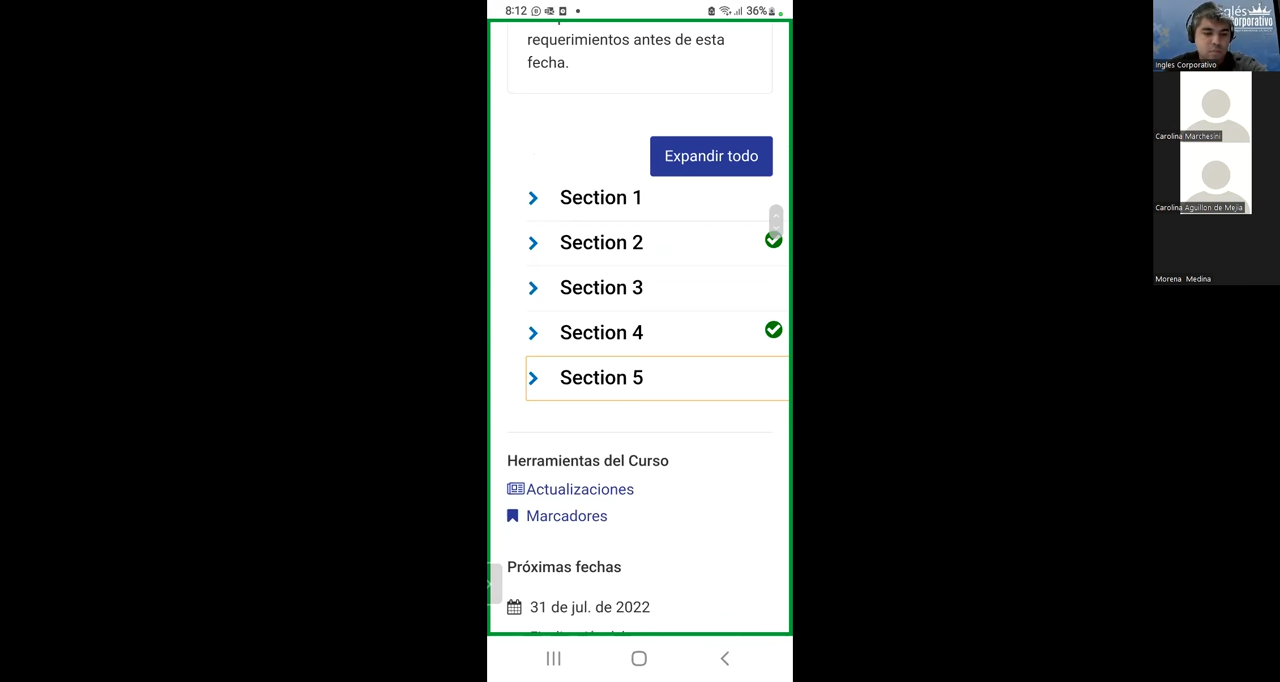 8:12
36%
requerimientos antes de esta
fecha.
Expandir todo
Section 1
Section 2
Section 3
Section 4
Section 5
Herramientas del Curso
Actualizaciones
Marcadores
Próximas fechas
31 de jul. de 2022
Ingles Corporativo
Carolina Marchesini
Carolina Aguillon de Mejia
Morena Medina